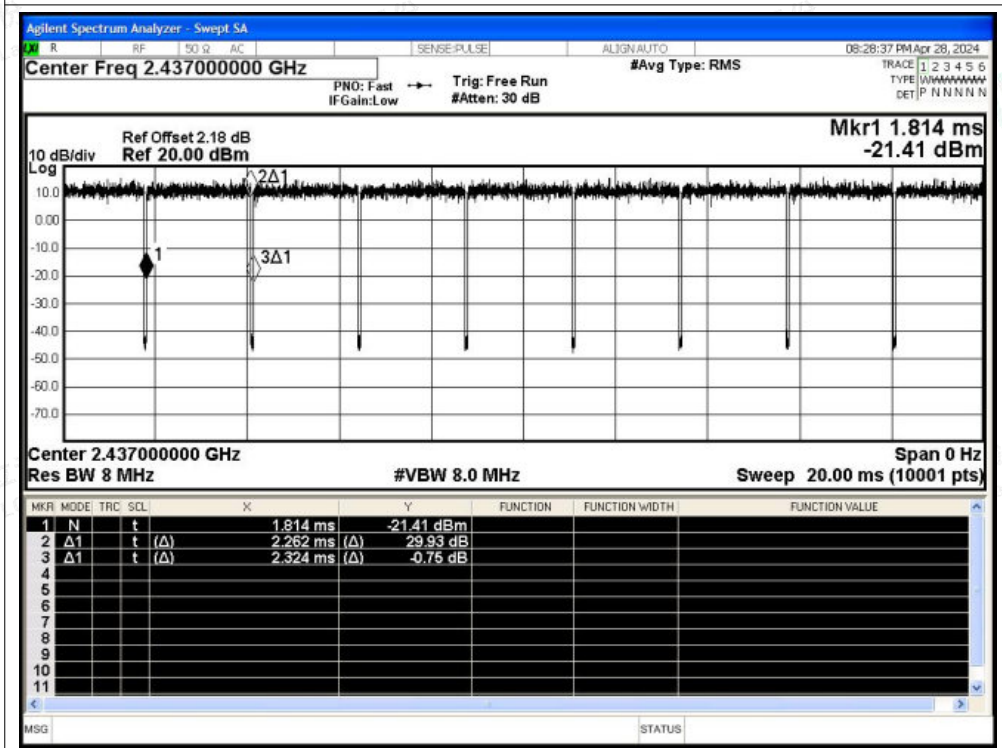 Agilent Spectrum Analyzer - Swept SA
R RF 50 Ω AC SENSE:PULSE ALIGN AUTO 08:28:37 PM Apr 28, 2024
Center Freq 2.437000000 GHz #Avg Type: RMS TRACE 1 2 3 4 5 6
PNO: Fast Trig: Free Run TYPE
IFGain:Low #Atten: 30 dB DET P N N N N N
Mkr1 1.814 ms
-21.41 dBm
Ref Offset 2.18 dB
10 dB/div Ref 20.00 dBm
Log
2Δ1
10.0
0.00
-10.0
1
3Δ1
-20.0
-30.0
-40.0
-50.0
-60.0
-70.0
Center 2.437000000 GHz Span 0 Hz
Res BW 8 MHz #VBW 8.0 MHz Sweep 20.00 ms (10001 pts)
MKR MODE TRC SCL X Y FUNCTION FUNCTION WIDTH FUNCTION VALUE
1 N t 1.814 ms -21.41 dBm
2 Δ1 t (Δ) 2.262 ms (Δ) 29.93 dB
3 Δ1 t (Δ) 2.324 ms (Δ) -0.75 dB
4
5
6
7
8
9
10
11
MSG STATUS